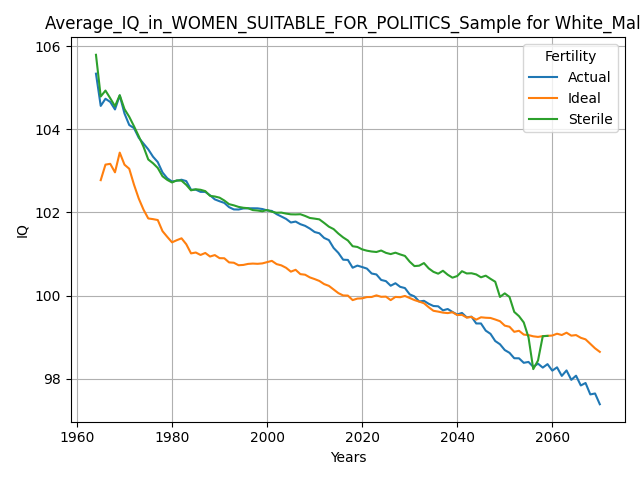 Average_IQ_in_WOMEN_SUITABLE_FOR_POLITICS_Sample for White_Mal
106
104
102
100
98
IQ
Fertility
Actual
Ideal
Sterile
1960
1980
2000
2020
2040
2060
Years